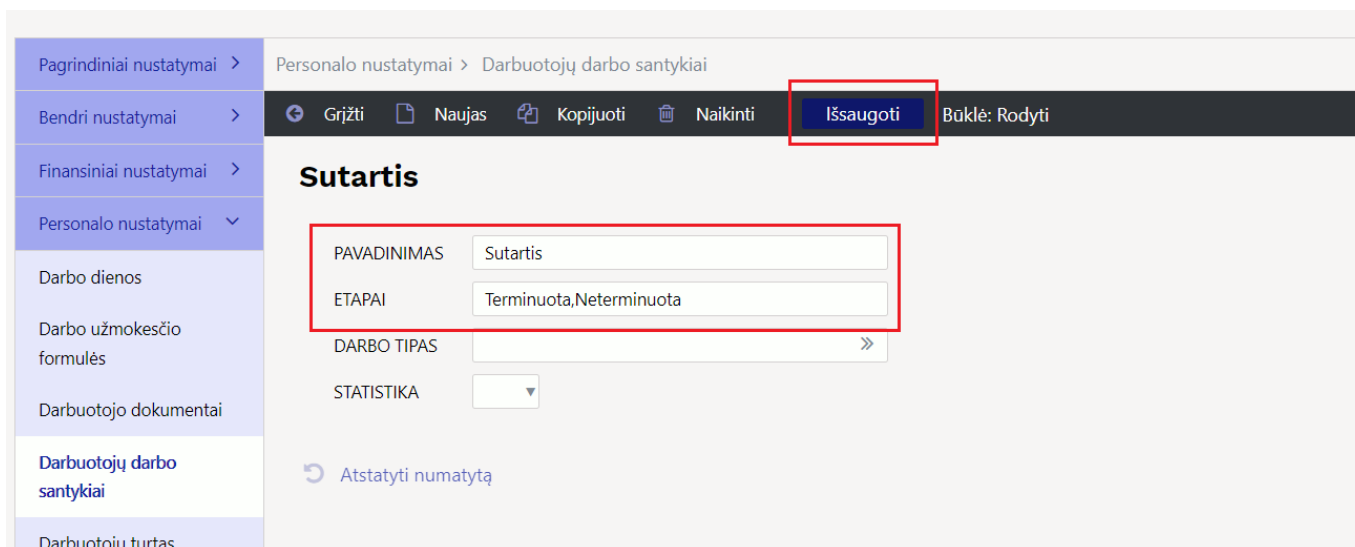 Pagrindiniai nustatymai
Personalo nustatymai > Darbuotojų darbo santykiai
Bendri nustatymai
Grįžti Naujas Kopijuoti Naikinti Išsaugoti Būklė: Rodyti
Finansiniai nustatymai
Sutartis
Personalo nustatymai
PAVADINIMAS Sutartis
Darbo dienos
ETAPAI Terminuota,Neterminuota
Darbo užmokesčio
formulės
DARBO TIPAS
Darbuotojo dokumentai
STATISTIKA
Darbuotojų darbo
santykiai
Atstatyti numatytą
Darbuotojų turtas